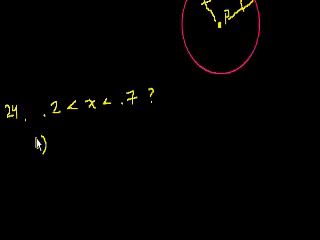 24. .2 < x < .7 ?